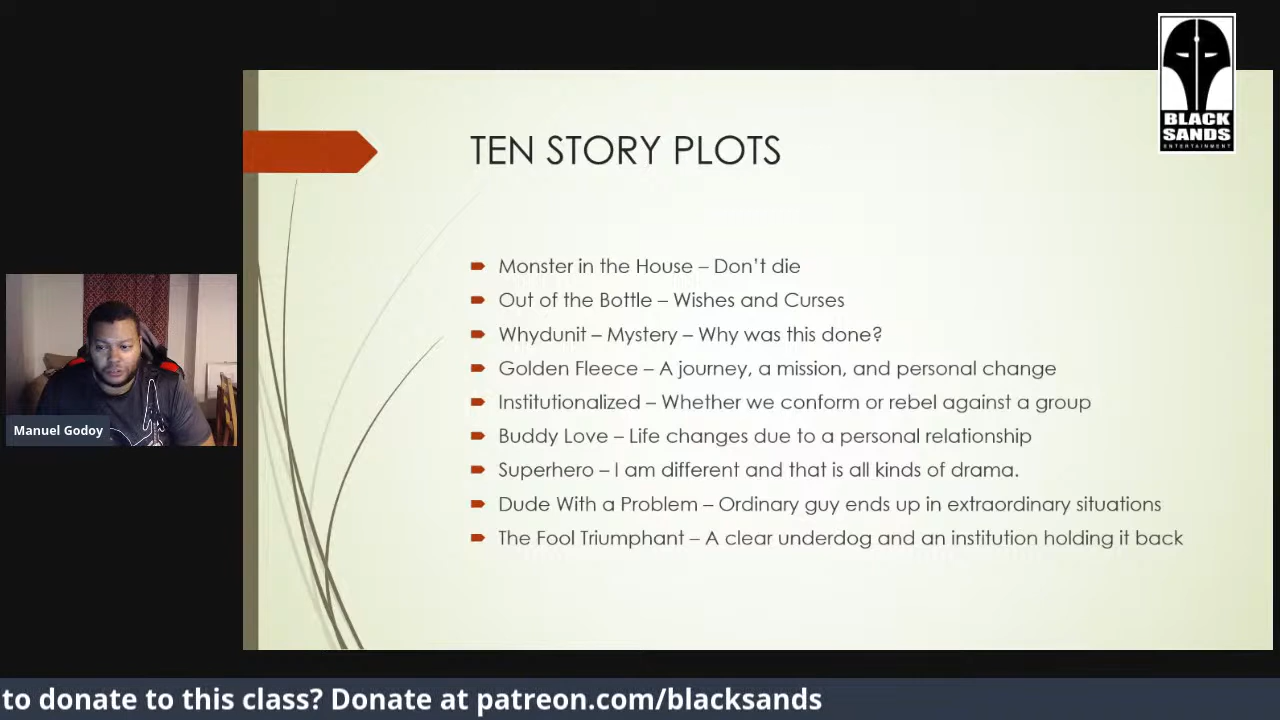 BLACK
SANDS
ENTERTAINMENT
TEN STORY PLOTS
Monster in the House – Don’t die
Out of the Bottle – Wishes and Curses
Whydunit – Mystery – Why was this done?
Golden Fleece – A journey, a mission, and personal change
Institutionalized – Whether we conform or rebel against a group
Buddy Love – Life changes due to a personal relationship
Superhero – I am different and that is all kinds of drama.
Dude With a Problem – Ordinary guy ends up in extraordinary situations
The Fool Triumphant – A clear underdog and an institution holding it back
Manuel Godoy
to donate to this class? Donate at patreon.com/blacksands